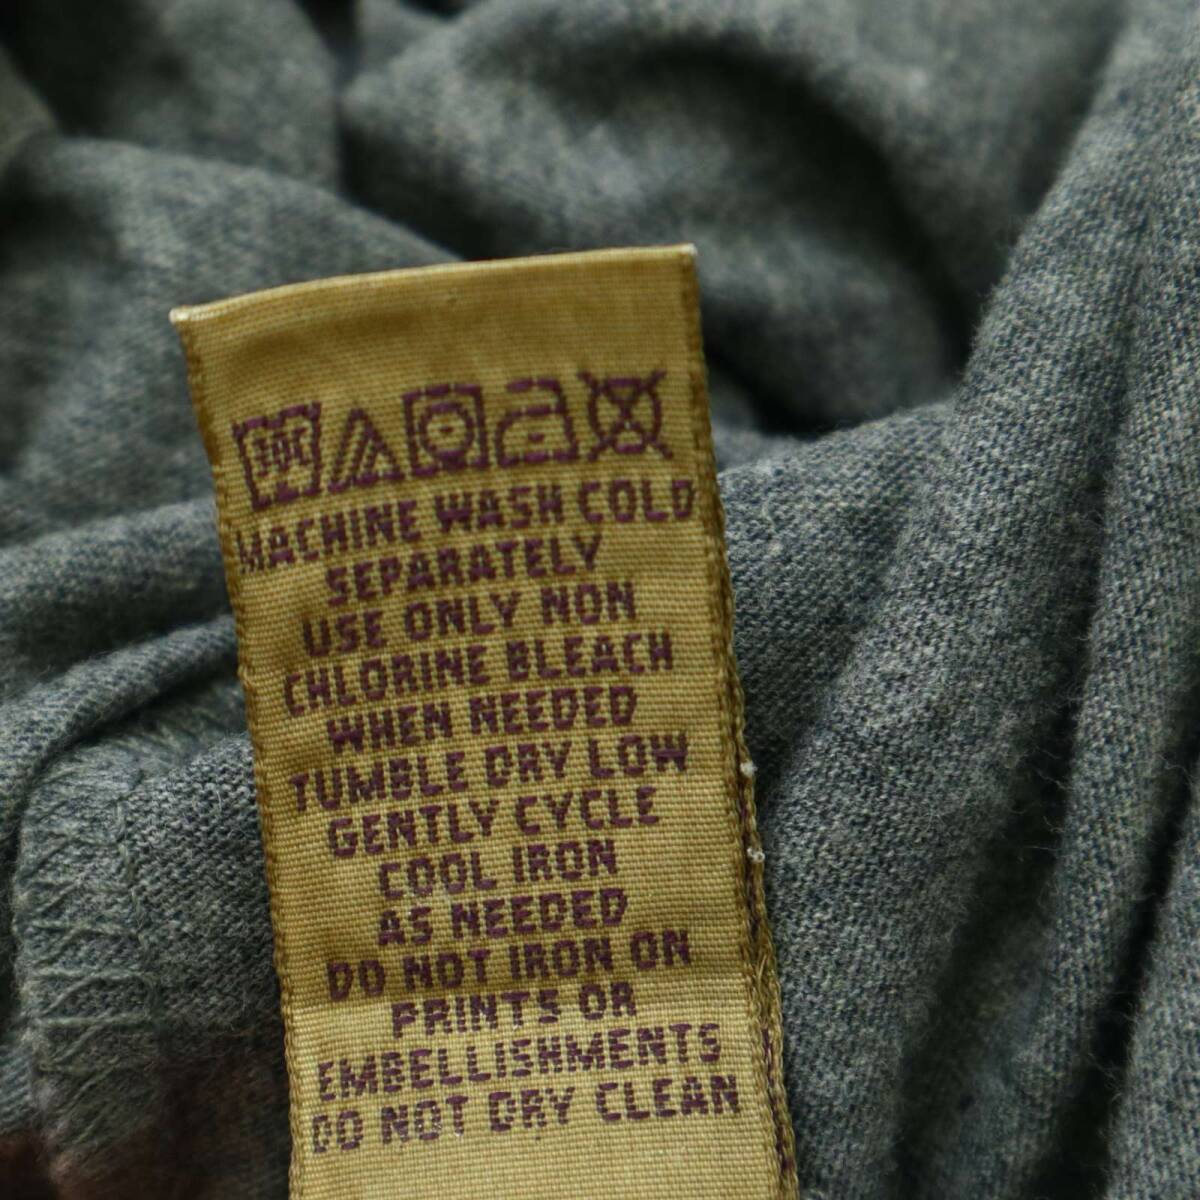 MACHINE WASH COLD
SEPARATELY
USE ONLY NON
CHLORINE BLEACH
WHEN NEEDED
TUMBLE DRY LOW
GENTLY CYCLE
COOL IRON
AS NEEDED
DO NOT IRON ON
PRINTS OR
EMBELLISHMENTS
DO NOT DRY CLEAN